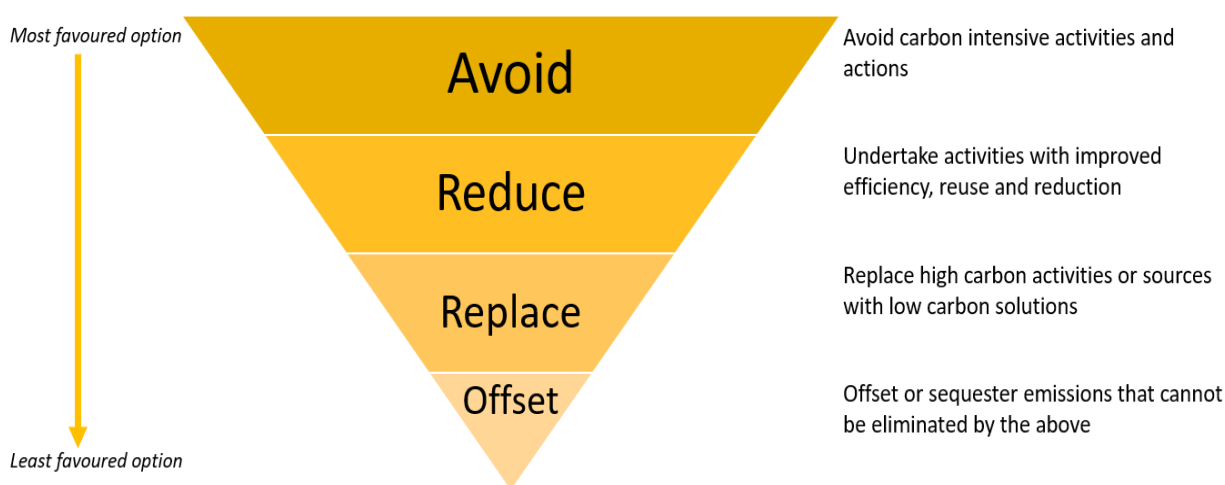 Most favoured option
Avoid
Avoid carbon intensive activities and
actions
Reduce
Undertake activities with improved
efficiency, reuse and reduction
Replace
Replace high carbon activities or sources
with low carbon solutions
Offset
Offset or sequester emissions that cannot
be eliminated by the above
Least favoured option